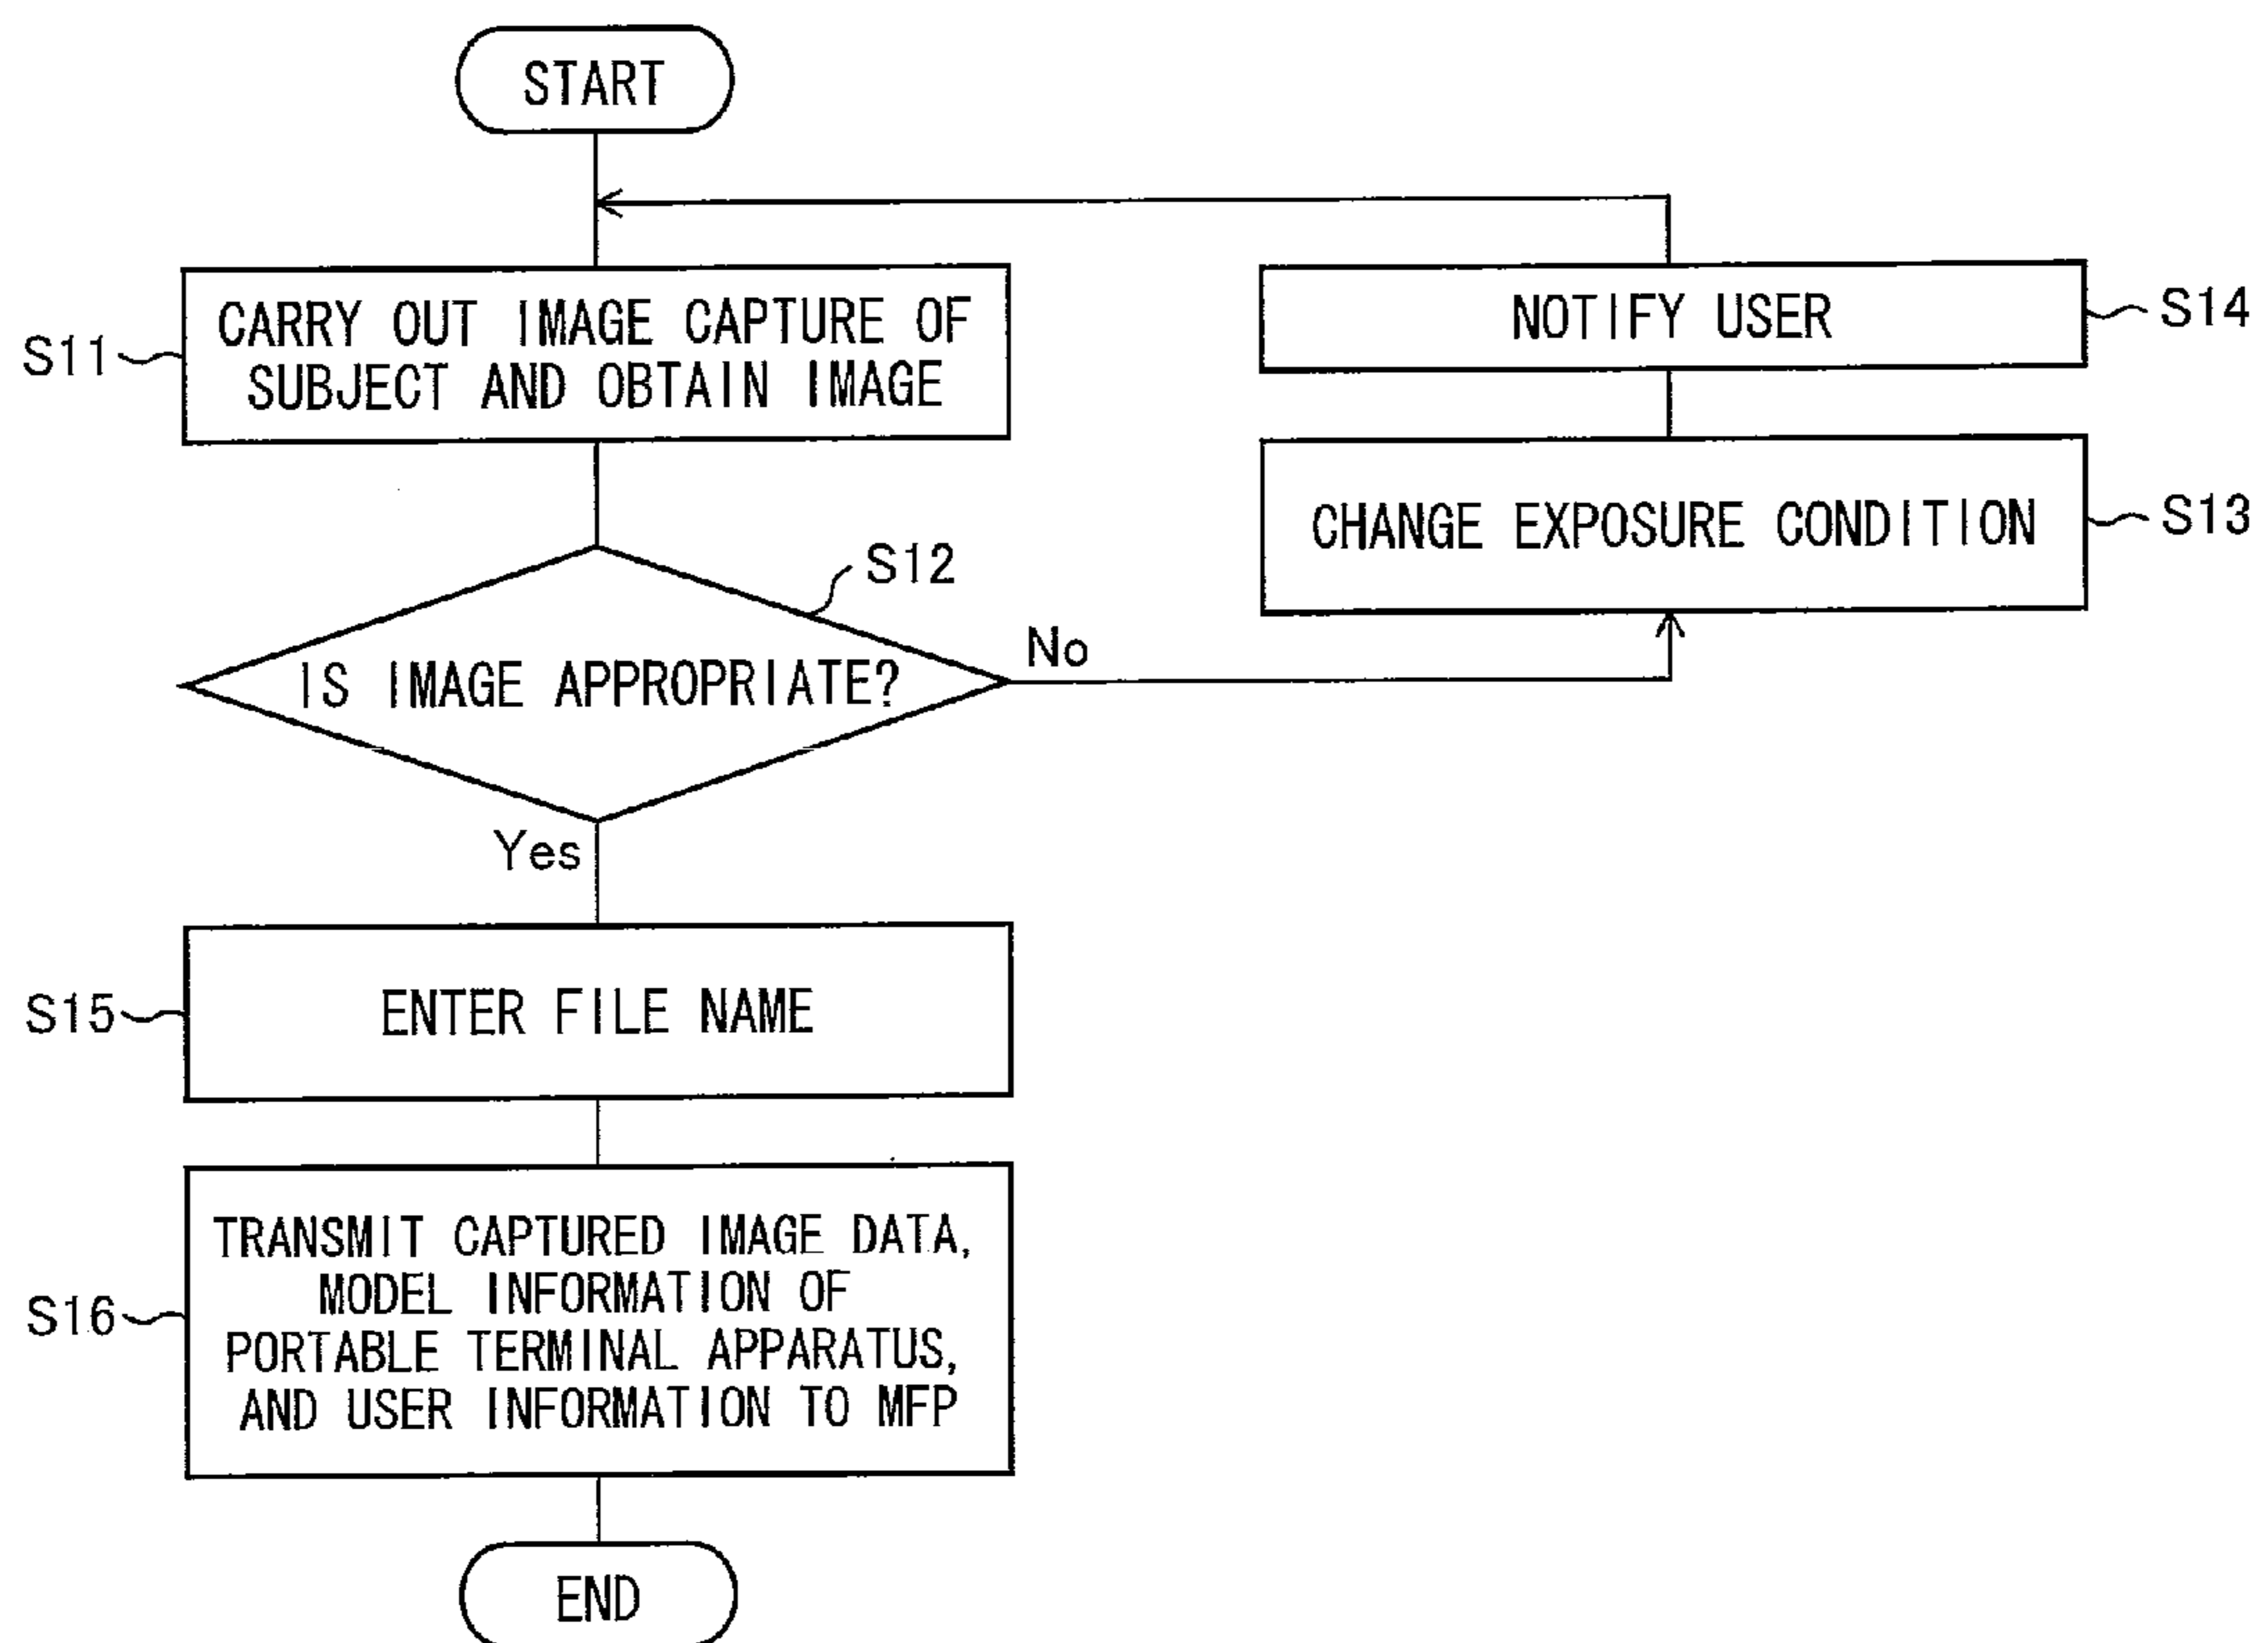 START
S11
CARRY OUT IMAGE CAPTURE OF
SUBJECT AND OBTAIN IMAGE
S12
IS IMAGE APPROPRIATE?
No
CHANGE EXPOSURE CONDITION
S13
NOTIFY USER
S14
Yes
S15
ENTER FILE NAME
S16
TRANSMIT CAPTURED IMAGE DATA,
MODEL INFORMATION OF
PORTABLE TERMINAL APPARATUS,
AND USER INFORMATION TO MFP
END